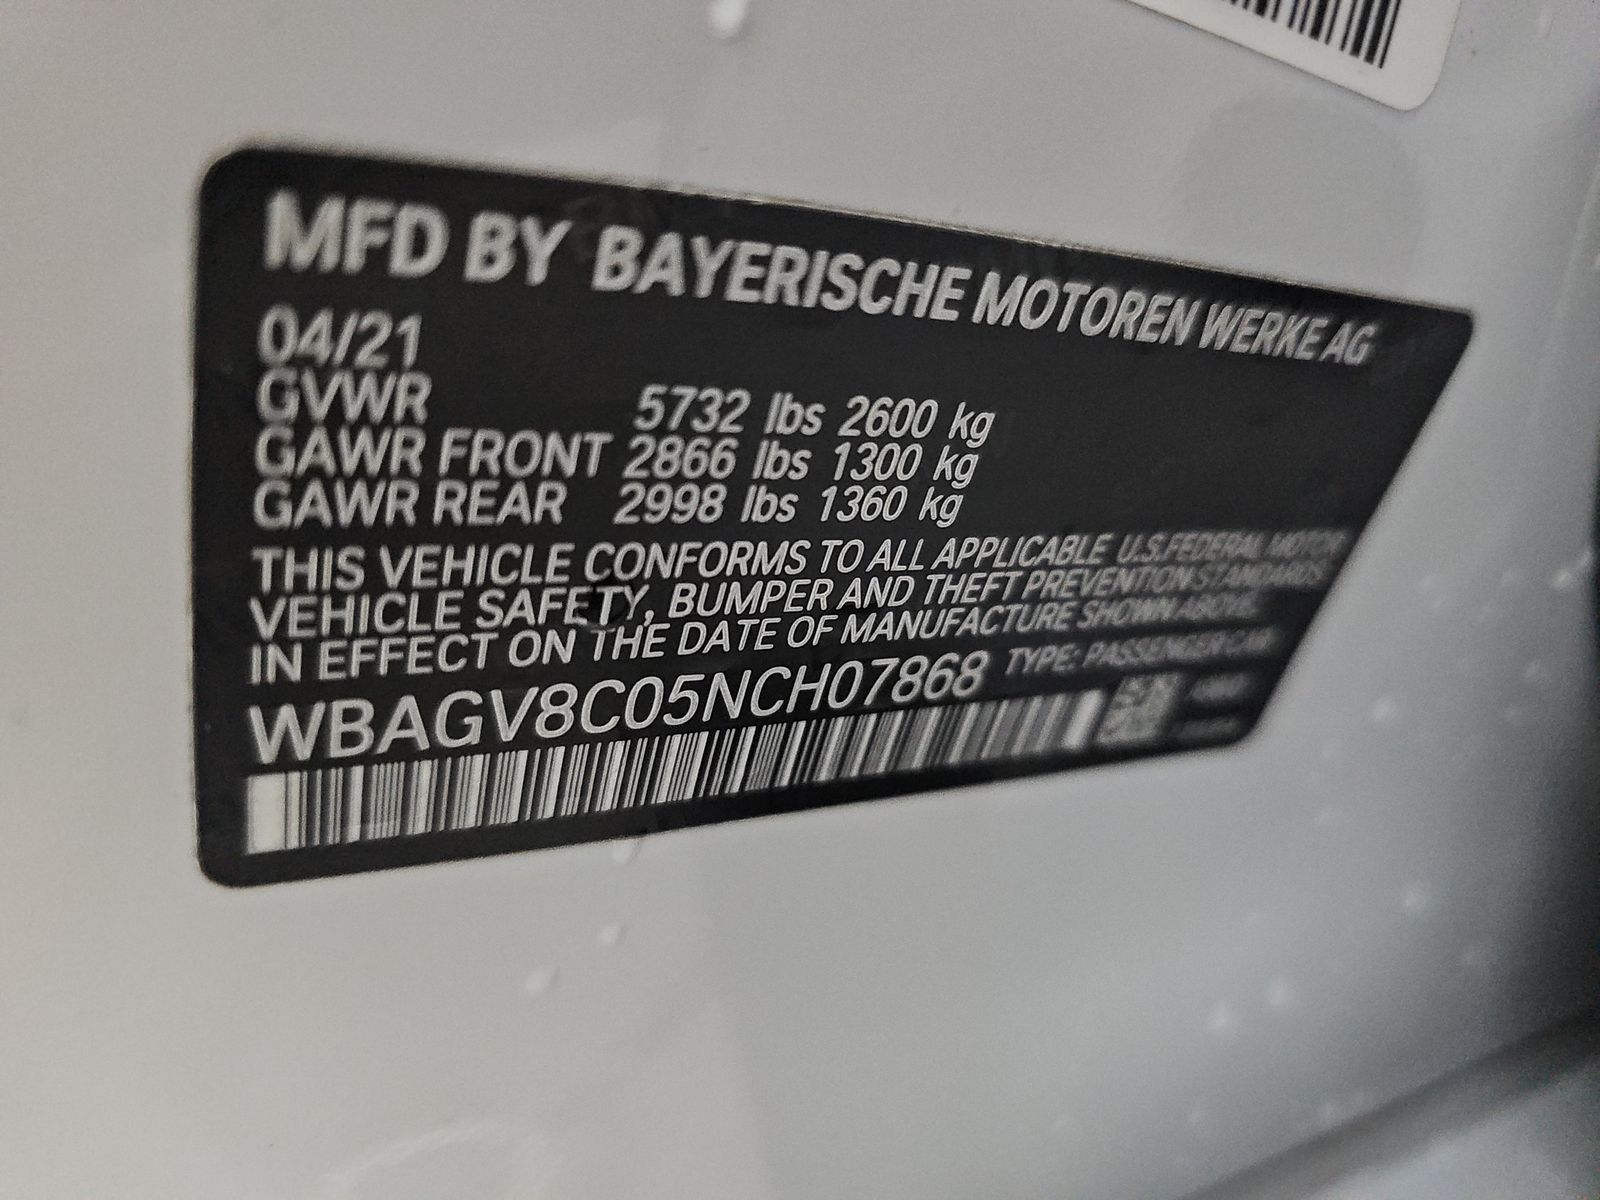 MFD BY BAYERISCHE MOTOREN WERKE AG
04/21
GVWR 5732 lbs 2600 kg
GAWR FRONT 2866 lbs 1300 kg
GAWR REAR 2998 lbs 1360 kg
THIS VEHICLE CONFORMS TO ALL APPLICABLE U.S.FEDERAL MOTOR
VEHICLE SAFETY, BUMPER AND THEFT PREVENTION STANDARDS
IN EFFECT ON THE DATE OF MANUFACTURE SHOWN ABOVE.
WBAGV8C05NCH07868 TYPE: PASSENGER CAR